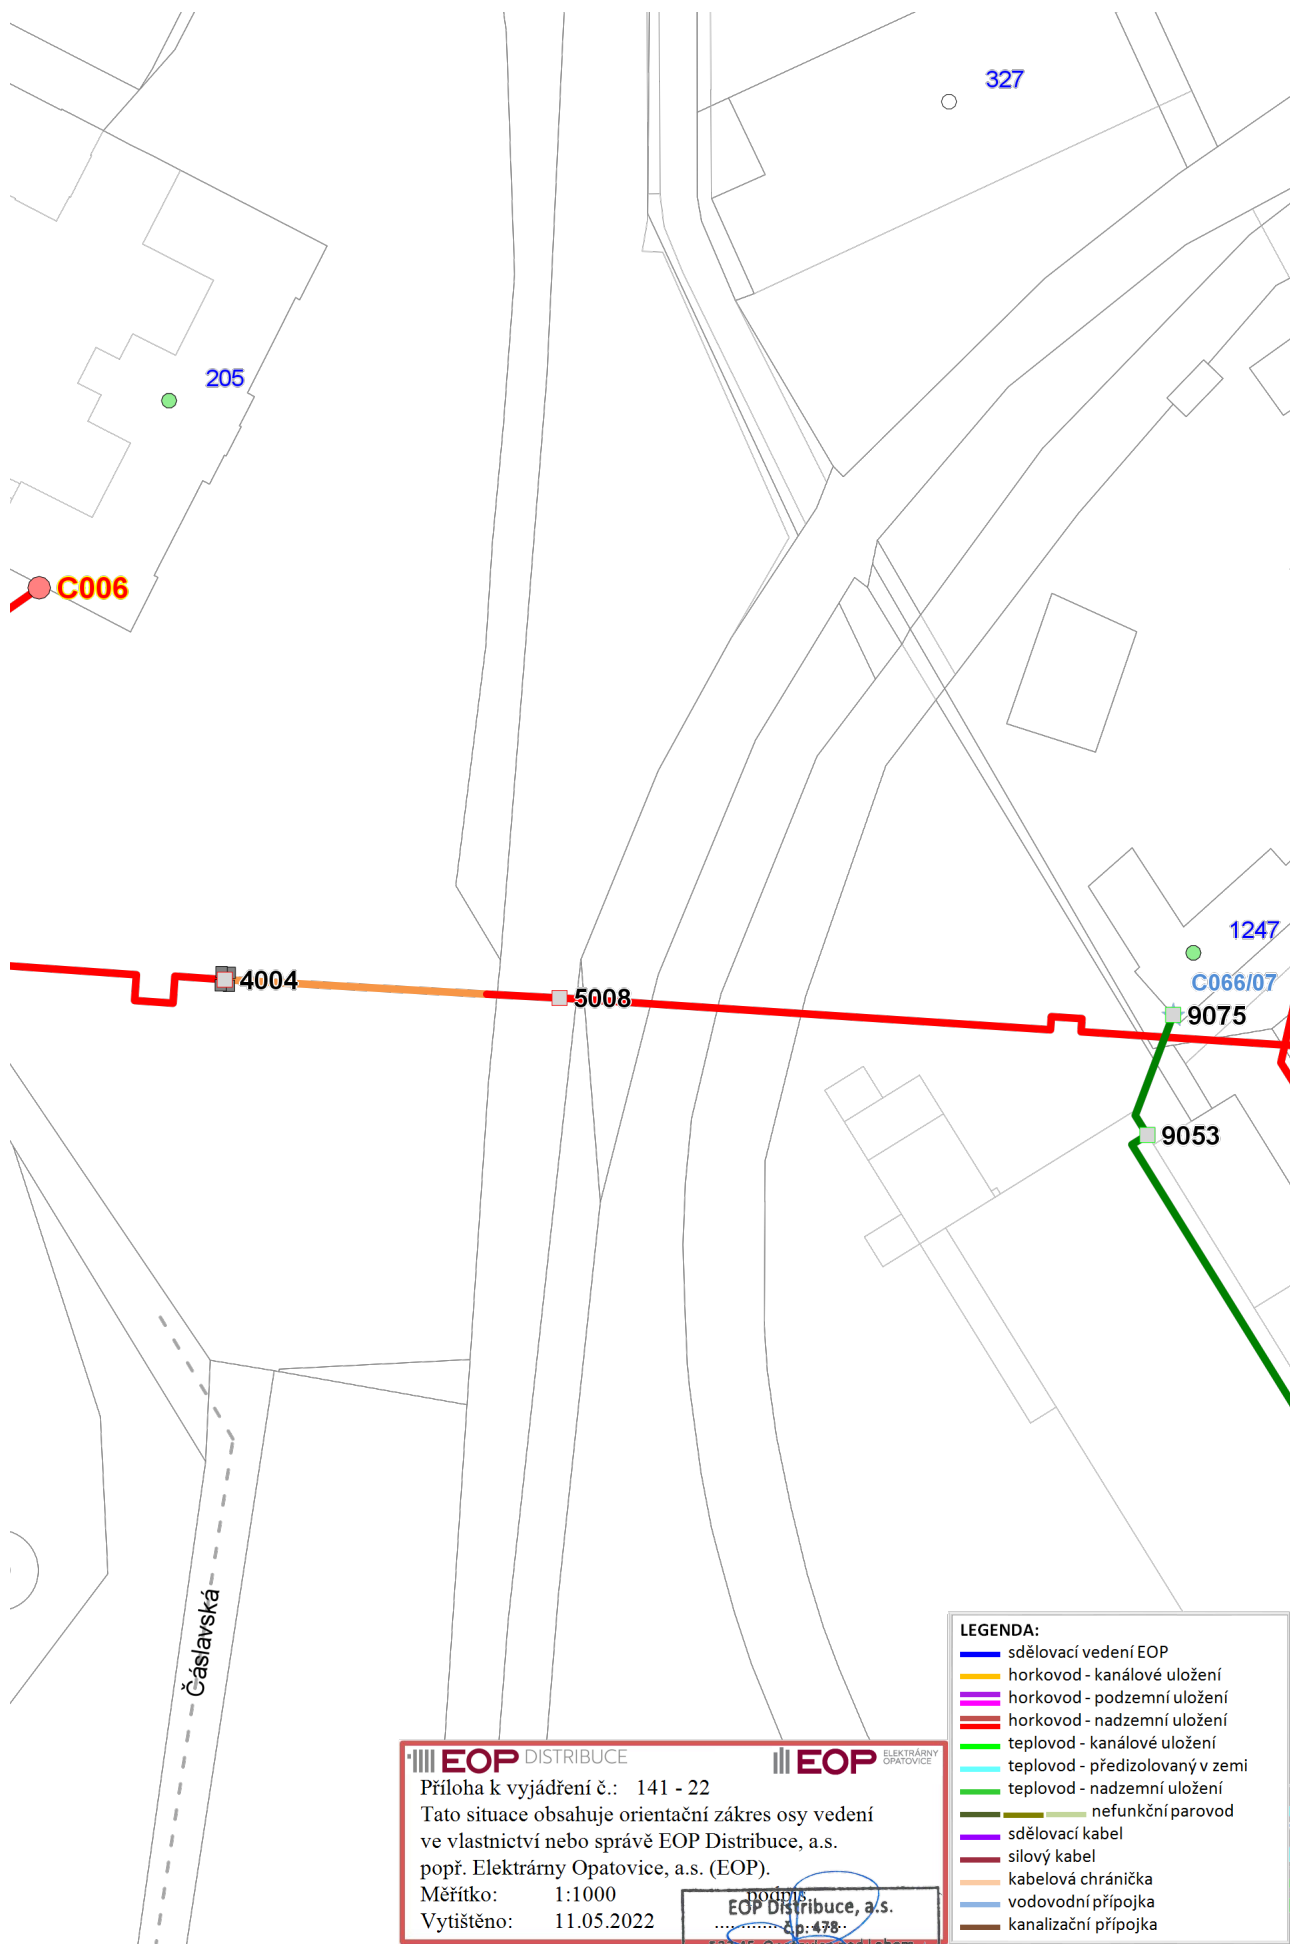 327
205
C006
1247
C066/07
4004
5008
9075
9053
Čáslavská
LEGENDA:
sdělovací vedení EOP
horkovod - kanálové uložení
horkovod - podzemní uložení
horkovod - nadzemní uložení
teplovod - kanálové uložení
teplovod - předizolovaný v zemi
teplovod - nadzemní uložení
nefunkční parovod
sdělovací kabel
silový kabel
kabelová chránička
vodovodní přípojka
kanalizační přípojka
EOP DISTRIBUCE
EOP ELEKTRÁRNY
OPATOVICE
Příloha k vyjádření č.: 141 - 22
Tato situace obsahuje orientační zákres osy vedení
ve vlastnictví nebo správě EOP Distribuce, a.s.
popř. Elektrárny Opatovice, a.s. (EOP).
Měřítko: 1:1000 podpis
Vytištěno: 11.05.2022
EOP Distribuce, a.s.
č.p. 478